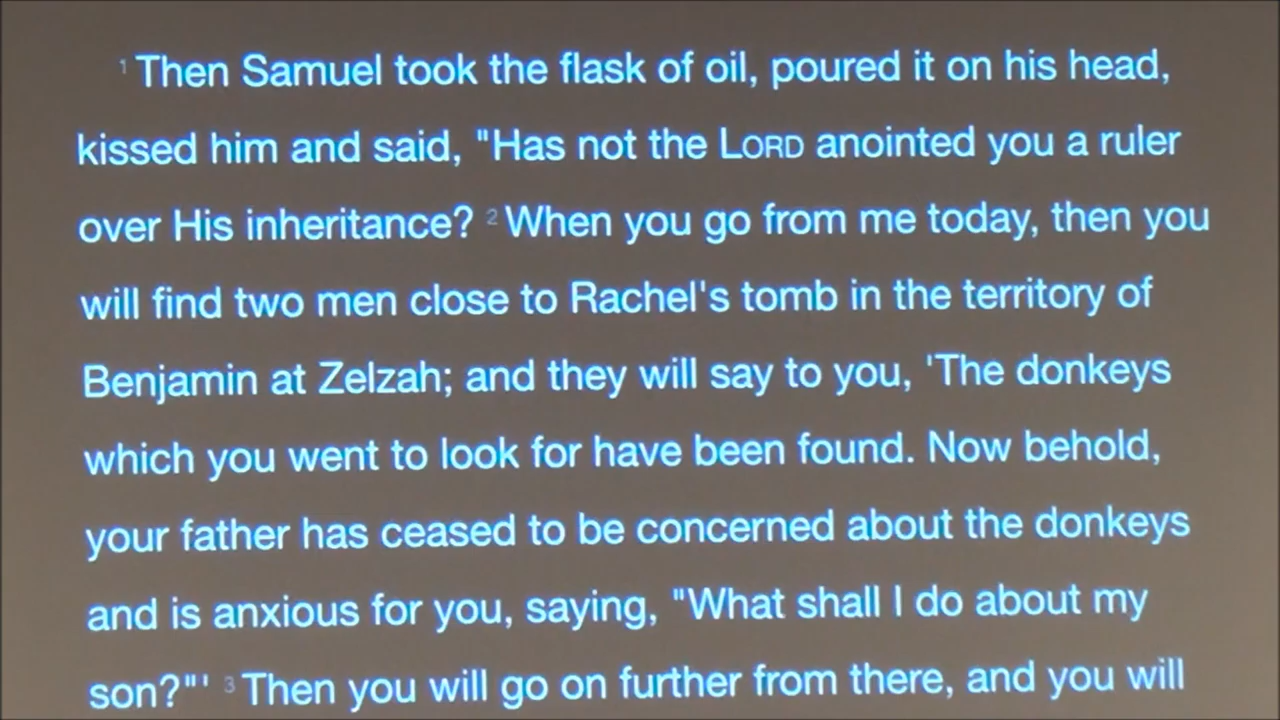 1 Then Samuel took the flask of oil, poured it on his head,
kissed him and said, "Has not the LORD anointed you a ruler
over His inheritance? 2 When you go from me today, then you
will find two men close to Rachel's tomb in the territory of
Benjamin at Zelzah; and they will say to you, 'The donkeys
which you went to look for have been found. Now behold,
your father has ceased to be concerned about the donkeys
and is anxious for you, saying, "What shall I do about my
son?"' 3 Then you will go on further from there, and you will